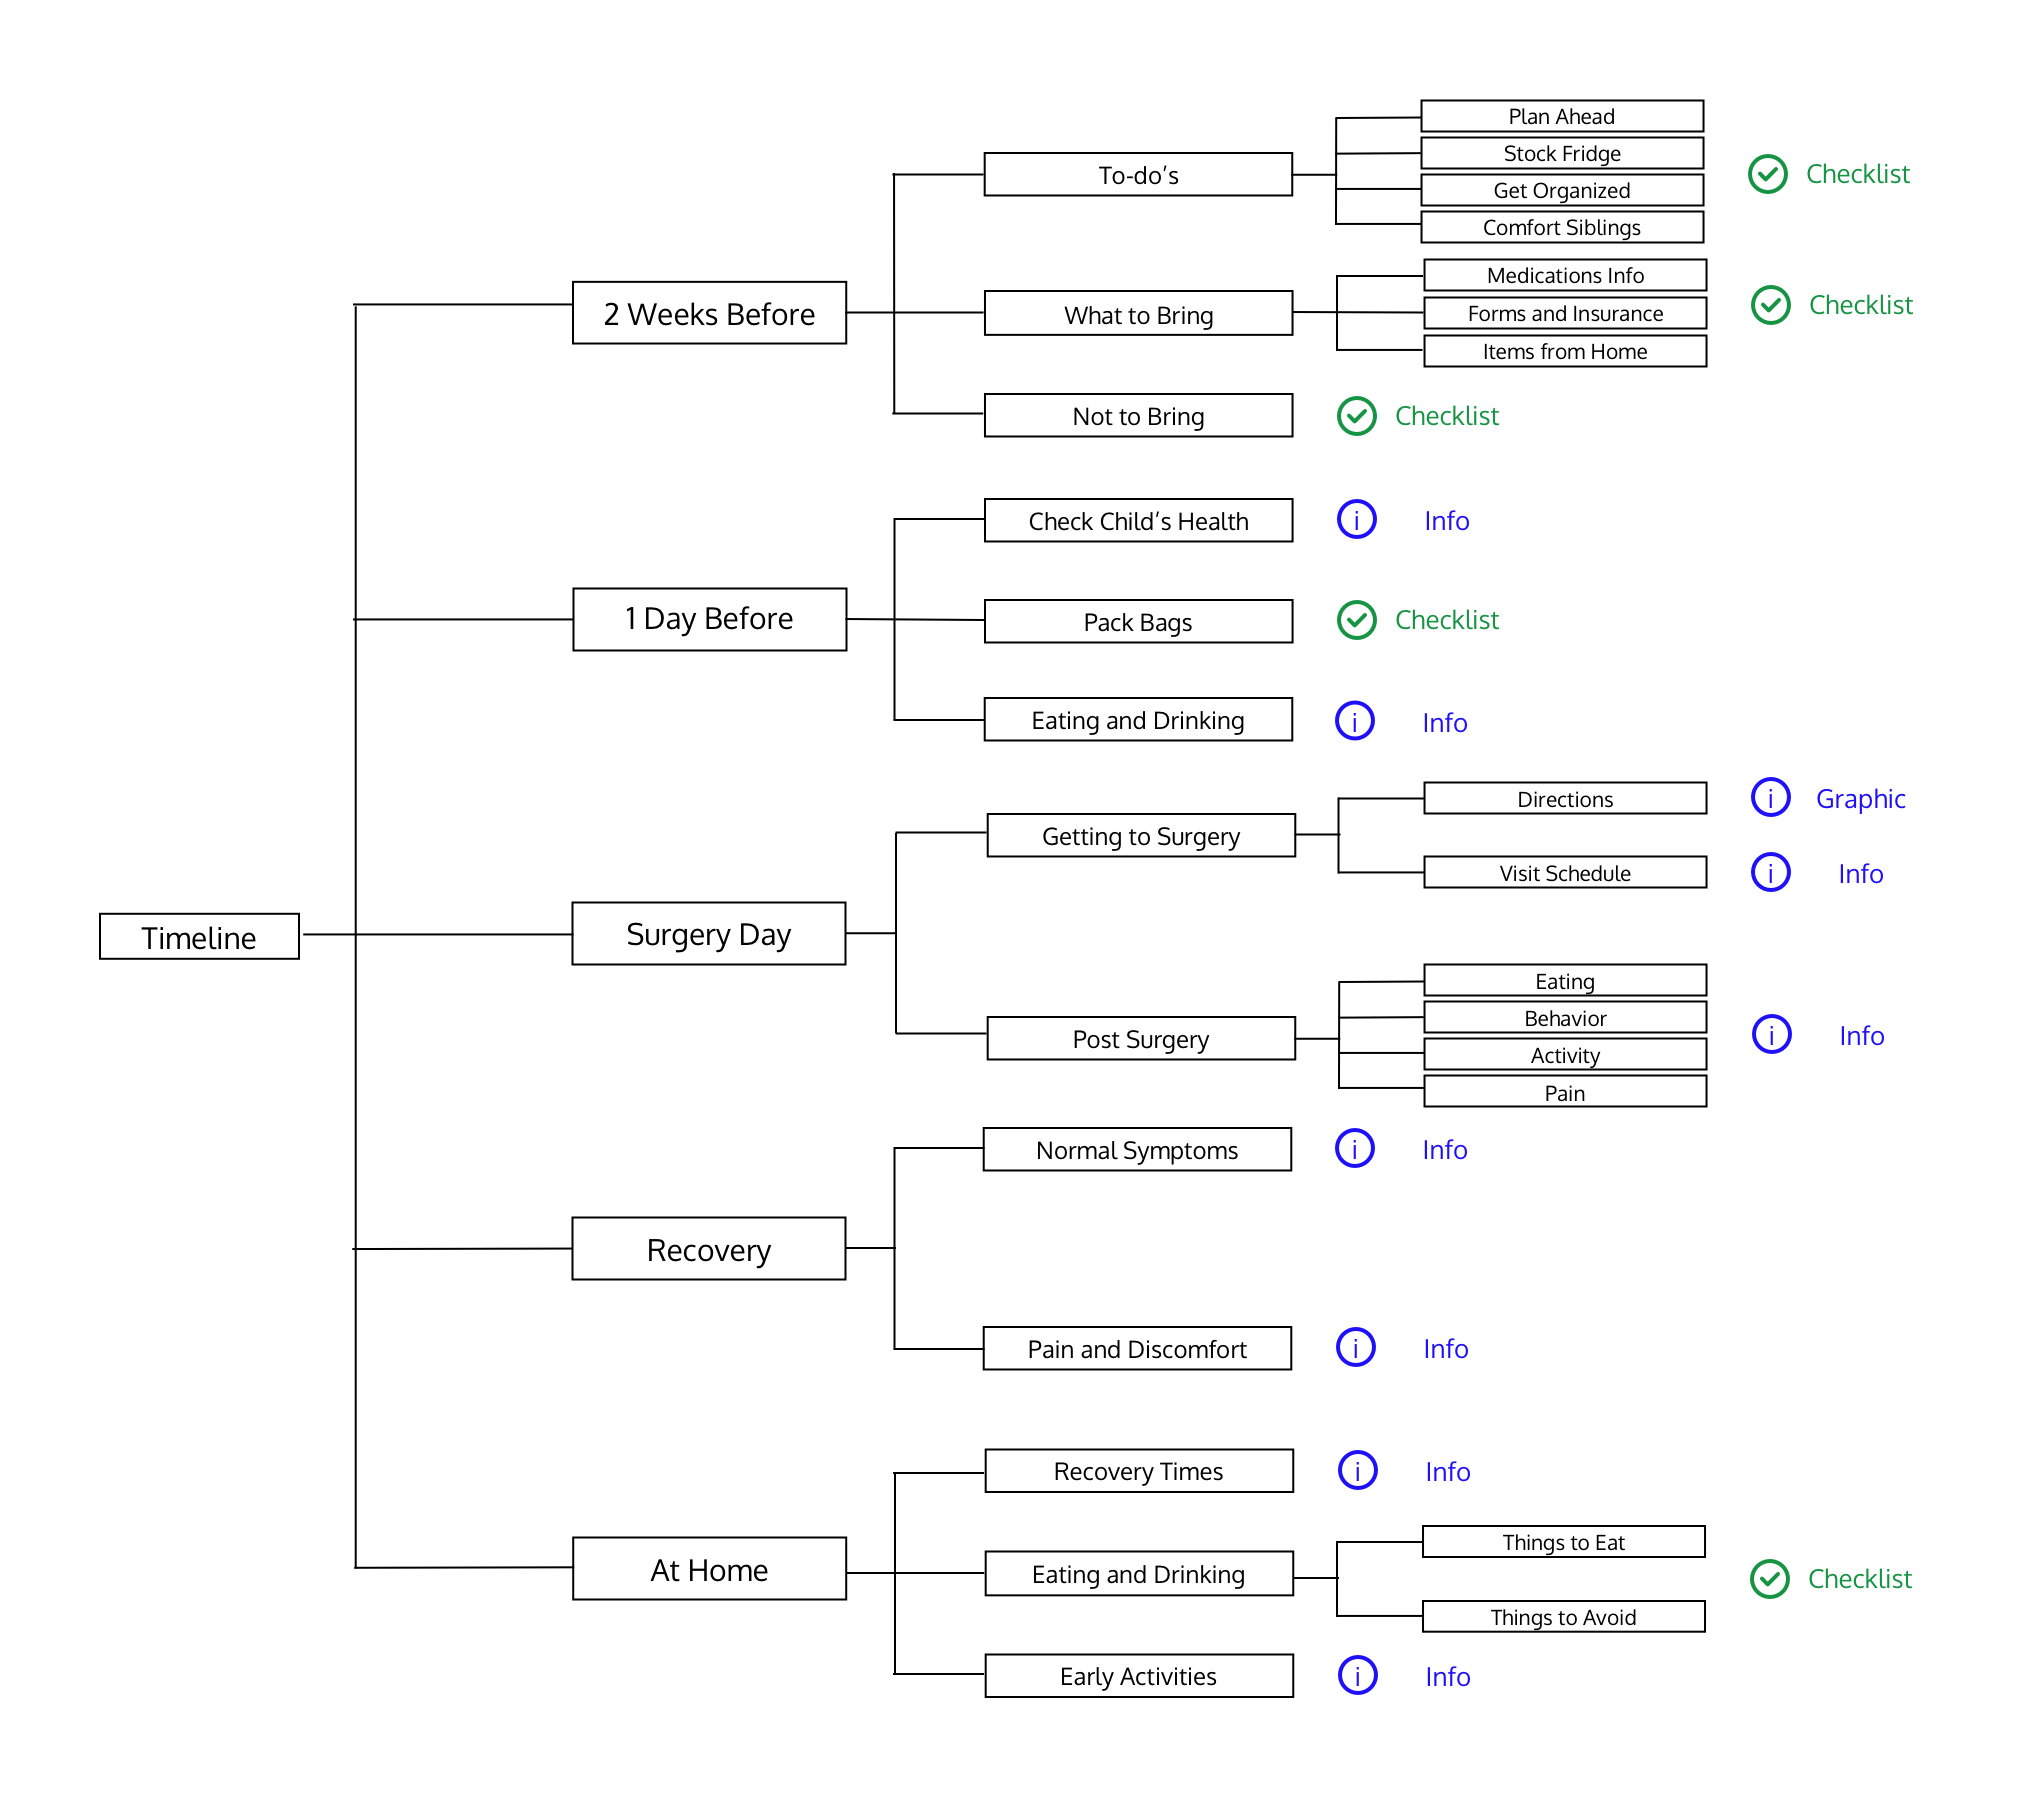 Timeline
2 Weeks Before
To-do’s
Plan Ahead
Stock Fridge
Get Organized
Comfort Siblings
Checklist
What to Bring
Medications Info
Forms and Insurance
Items from Home
Checklist
Not to Bring
Checklist
1 Day Before
Check Child’s Health
i
Info
Pack Bags
Checklist
Eating and Drinking
i
Info
Surgery Day
Getting to Surgery
Directions
i
Graphic
Visit Schedule
i
Info
Post Surgery
Eating
Behavior
Activity
Pain
i
Info
Recovery
Normal Symptoms
i
Info
Pain and Discomfort
i
Info
At Home
Recovery Times
i
Info
Eating and Drinking
Things to Eat
Things to Avoid
Checklist
Early Activities
i
Info